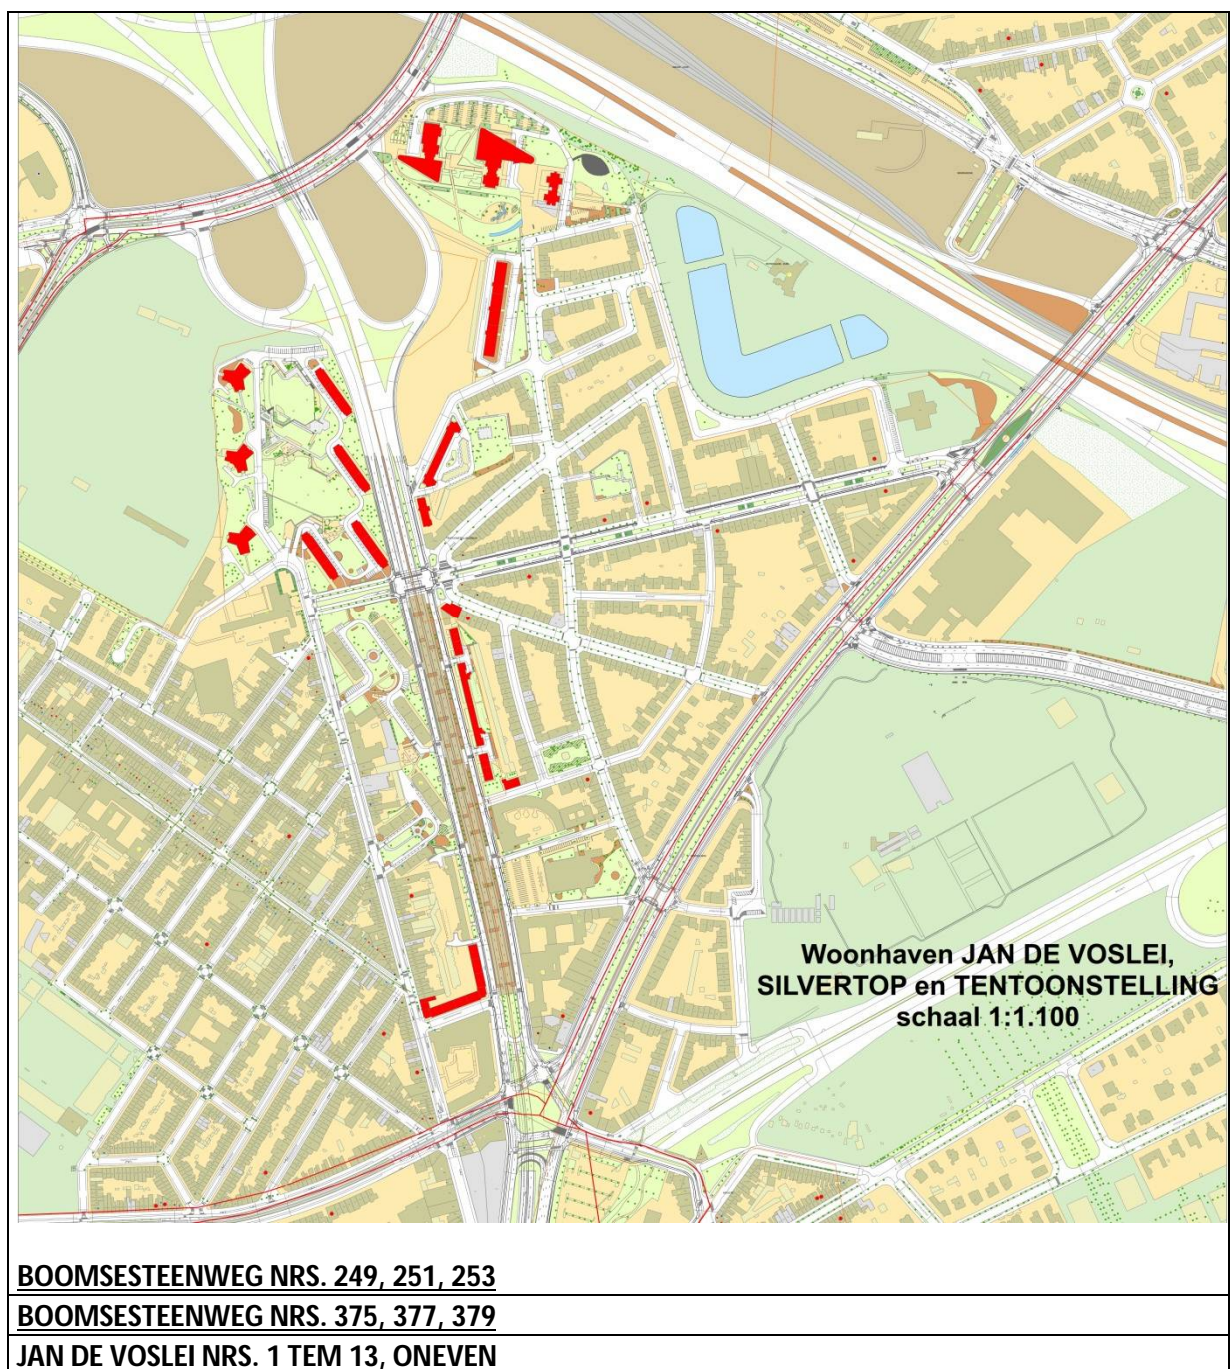 Woonhaven JAN DE VOSLEI,
SILVERTOP en TENTOONSTELLING
schaal 1:1.100
BOOMSESTEENWEG NRS. 249, 251, 253
BOOMSESTEENWEG NRS. 375, 377, 379
JAN DE VOSLEI NRS. 1 TEM 13, ONEVEN